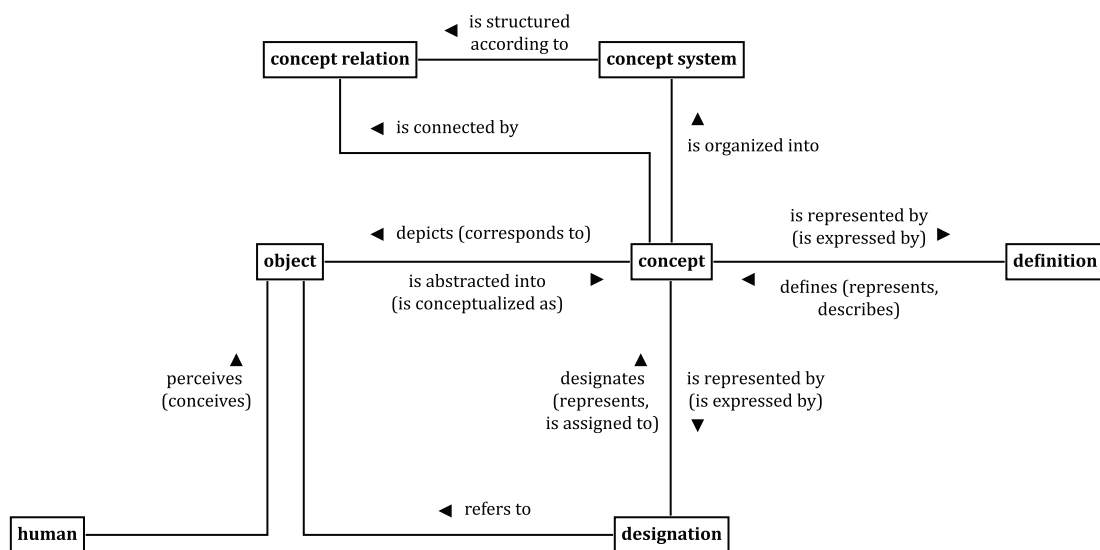 is structured
according to
concept relation
concept system
is connected by
is organized into
is represented by
(is expressed by)
depicts (corresponds to)
object
concept
definition
is abstracted into
(is conceptualized as)
defines (represents,
describes)
perceives
(conceives)
designates
(represents,
is assigned to)
is represented by
(is expressed by)
refers to
human
designation